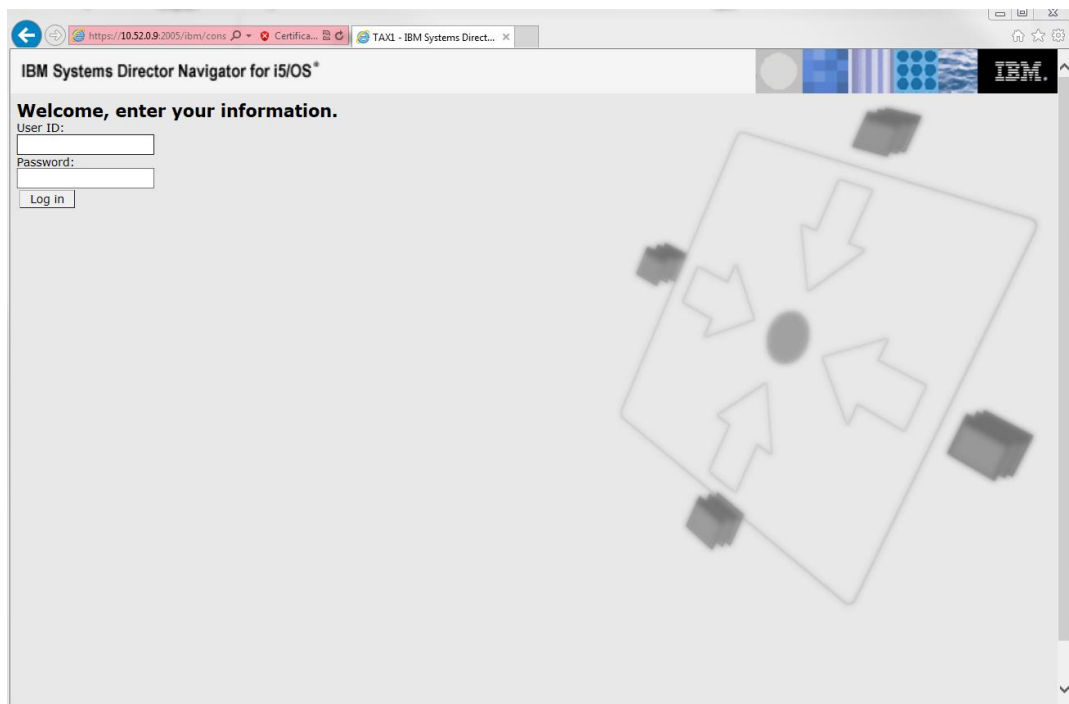 https://10.52.0.9:2005/ibm/cons
Certifica...
TAX1 - IBM Systems Direct...
IBM Systems Director Navigator for i5/OS®
IBM.
Welcome, enter your information.
User ID:
Password:
Log in